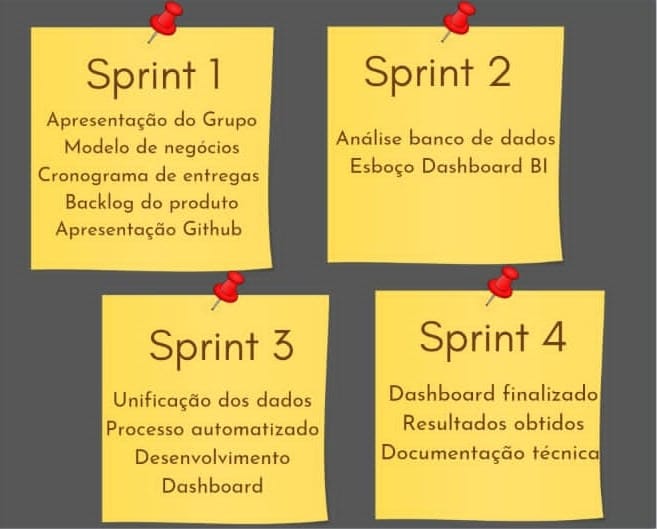 Sprint 1
Apresentação do Grupo
Modelo de negócios
Cronograma de entregas
Backlog do produto
Apresentação Github
Sprint 2
Análise banco de dados
Esboço Dashboard BI
Sprint 3
Unificação dos dados
Processo automatizado
Desenvolvimento
Dashboard
Sprint 4
Dashboard finalizado
Resultados obtidos
Documentação técnica